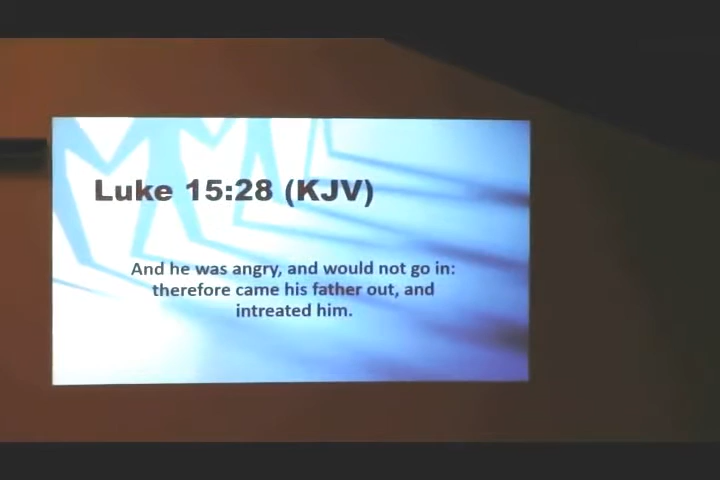 Luke 15:28 (KJV)
And he was angry, and would not go in:
therefore came his father out, and
intreated him.